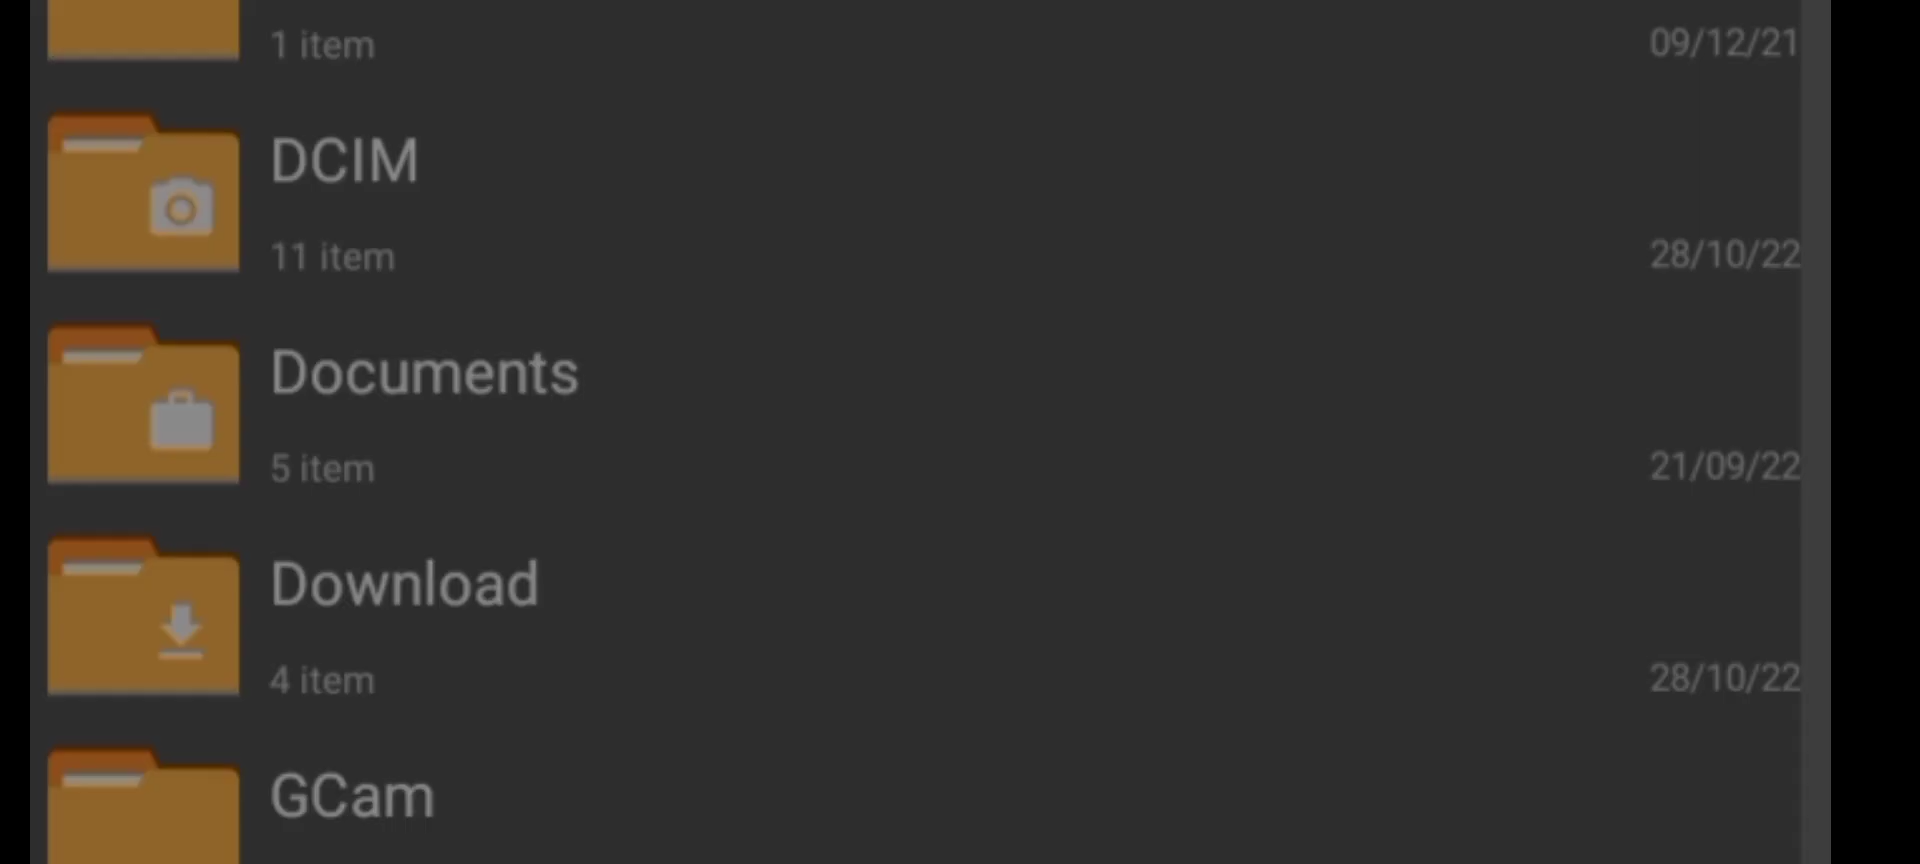 1 item
09/12/21
DCIM
11 item
28/10/22
Documents
5 item
21/09/22
Download
4 item
28/10/22
GCam